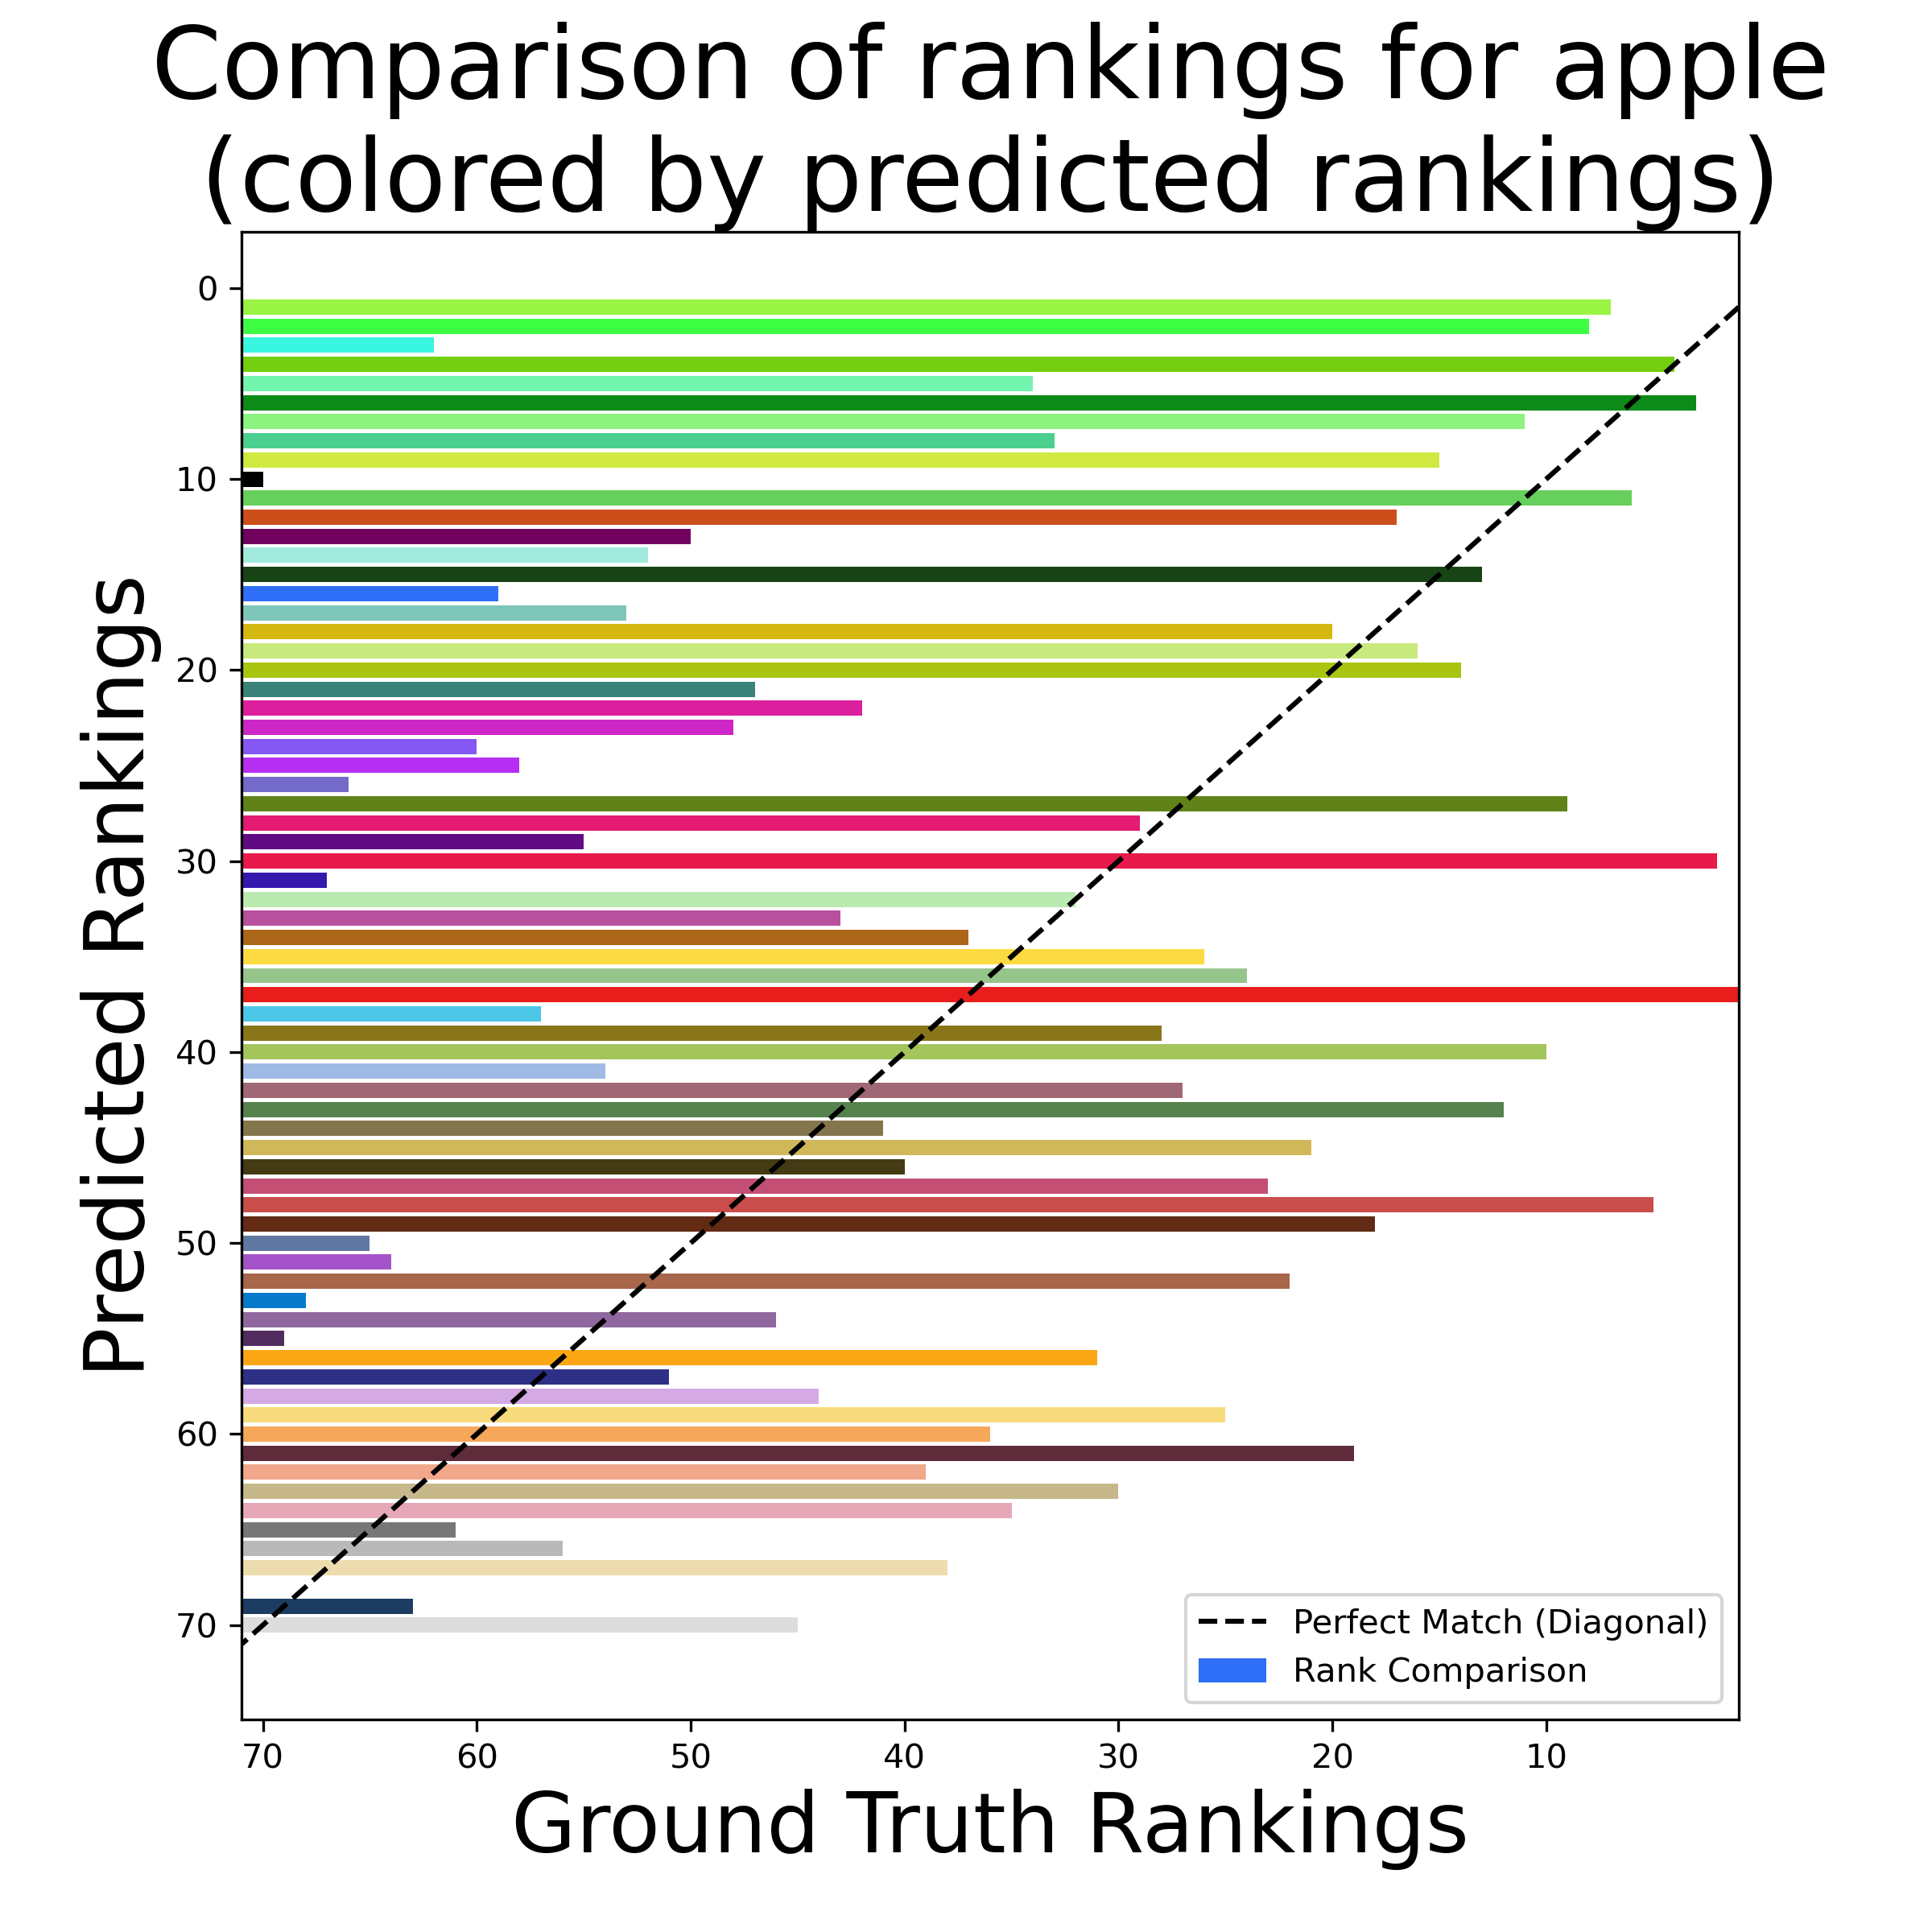 Comparison of rankings for apple
(colored by predicted rankings)
Predicted Rankings
0
10
20
30
40
50
60
70
Perfect Match (Diagonal)
Rank Comparison
70 60 50 40 30 20 10
Ground Truth Rankings